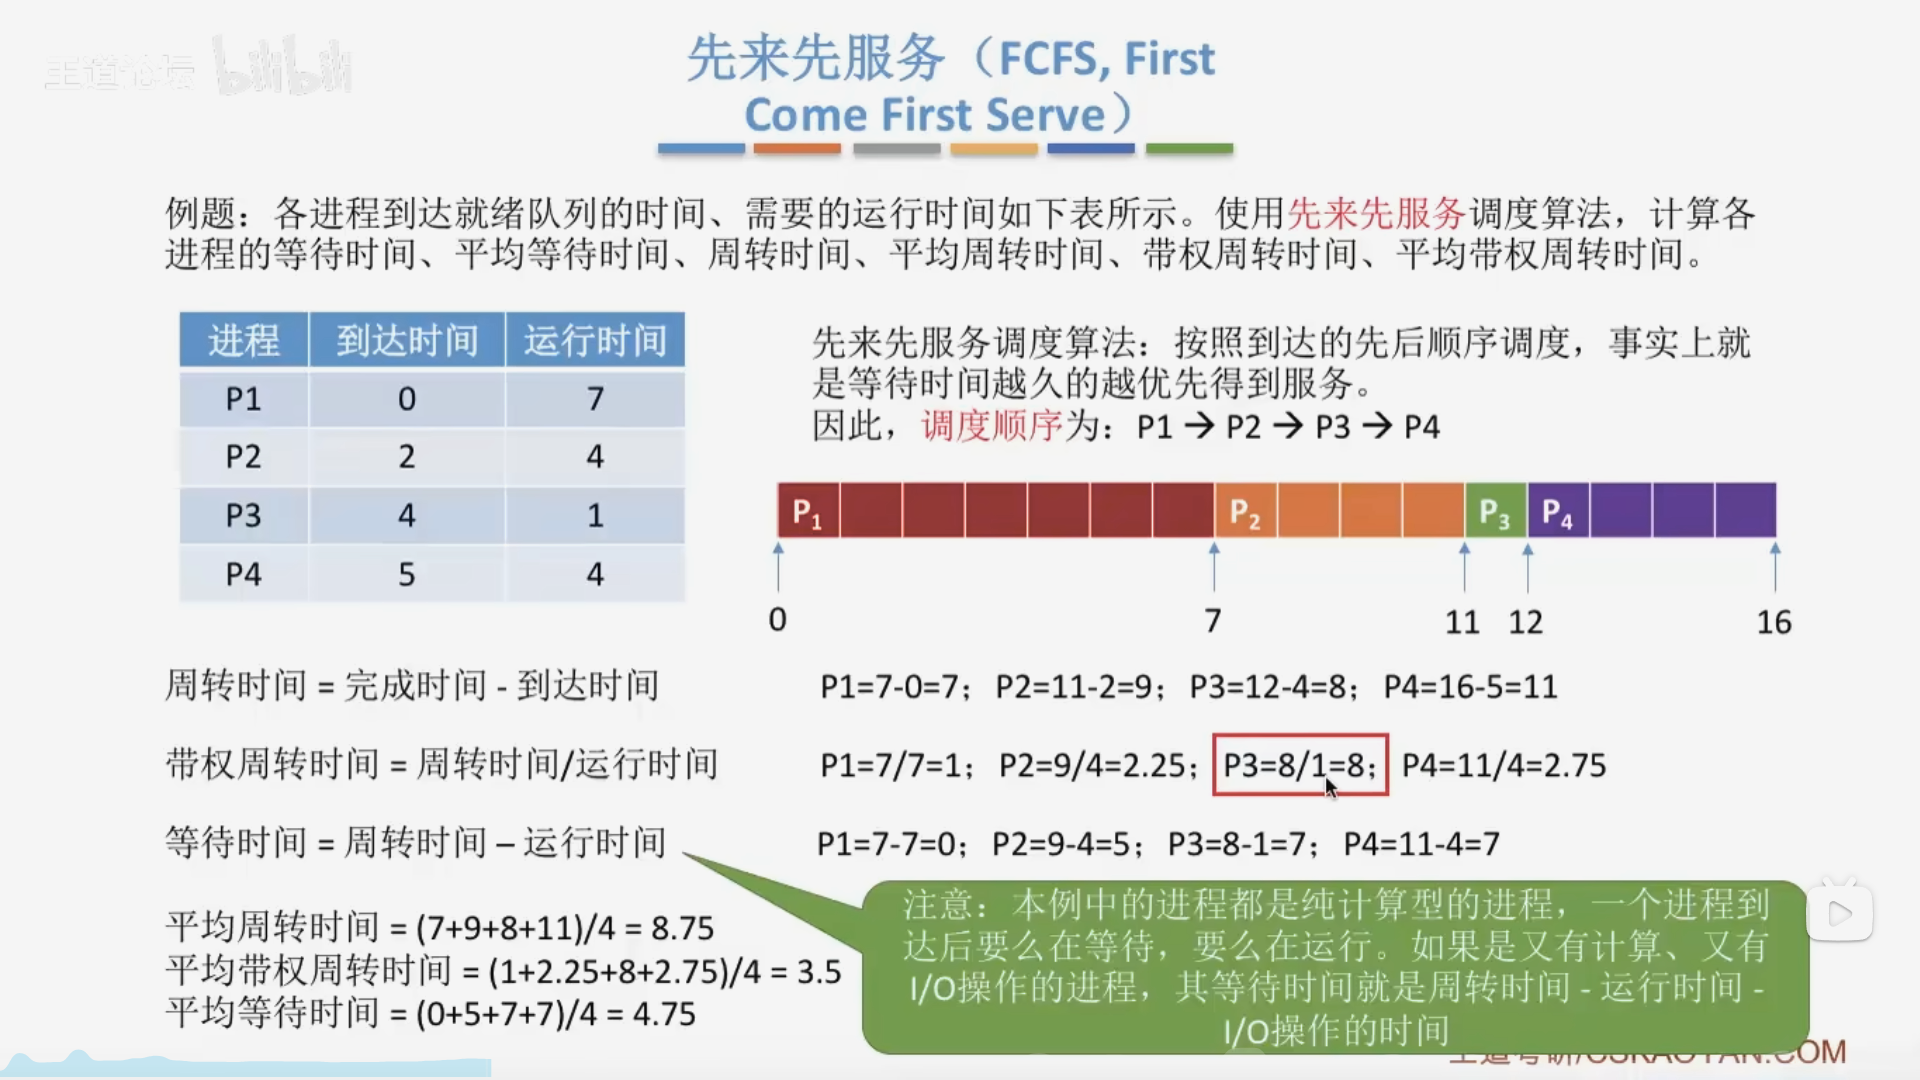 王道论坛 bilibili
先来先服务（FCFS, First
Come First Serve）
例题：各进程到达就绪队列的时间、需要的运行时间如下表所示。使用先来先服务调度算法，计算各
进程的等待时间、平均等待时间、周转时间、平均周转时间、带权周转时间、平均带权周转时间。
进程 到达时间 运行时间
P1 0 7
P2 2 4
P3 4 1
P4 5 4
先来先服务调度算法：按照到达的先后顺序调度，事实上就
是等待时间越久的越优先得到服务。
因此，调度顺序为：P1 → P2 → P3 → P4
P1 P2 P3 P4
0 7 11 12 16
周转时间 = 完成时间 - 到达时间
P1=7-0=7；P2=11-2=9；P3=12-4=8；P4=16-5=11
带权周转时间 = 周转时间/运行时间
P1=7/7=1；P2=9/4=2.25；P3=8/1=8；P4=11/4=2.75
等待时间 = 周转时间 – 运行时间
P1=7-7=0；P2=9-4=5；P3=8-1=7；P4=11-4=7
平均周转时间 = (7+9+8+11)/4 = 8.75
平均带权周转时间 = (1+2.25+8+2.75)/4 = 3.5
平均等待时间 = (0+5+7+7)/4 = 4.75
注意：本例中的进程都是纯计算型的进程，一个进程到
达后要么在等待，要么在运行。如果是又有计算、又有
I/O操作的进程，其等待时间就是周转时间 - 运行时间 -
I/O操作的时间
王道考研/CSKAOYAN.COM